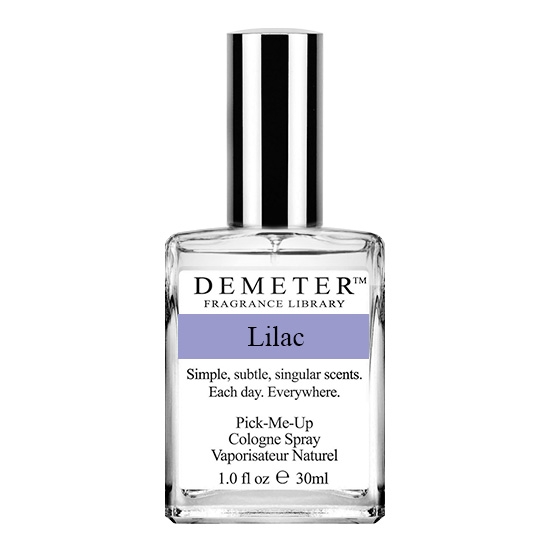 DEMETER™
FRAGRANCE LIBRARY
Lilac
Simple, subtle, singular scents.
Each day. Everywhere.
Pick-Me-Up
Cologne Spray
Vaporisateur Naturel
1.0 fl oz ℮ 30ml